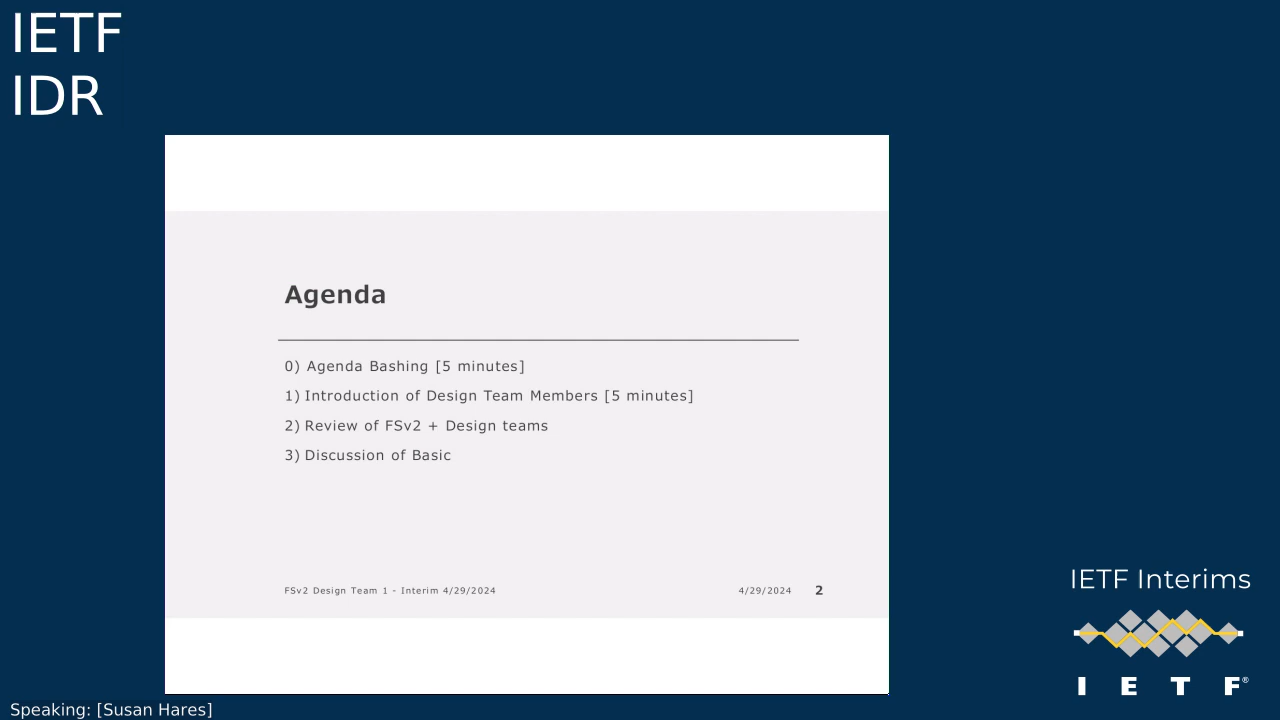 IETF
IDR
Agenda
0) Agenda Bashing [5 minutes]
1) Introduction of Design Team Members [5 minutes]
2) Review of FSv2 + Design teams
3) Discussion of Basic
FSv2 Design Team 1 - Interim 4/29/2024
4/29/2024
2
IETF Interims
I E T F®
Speaking: [Susan Hares]